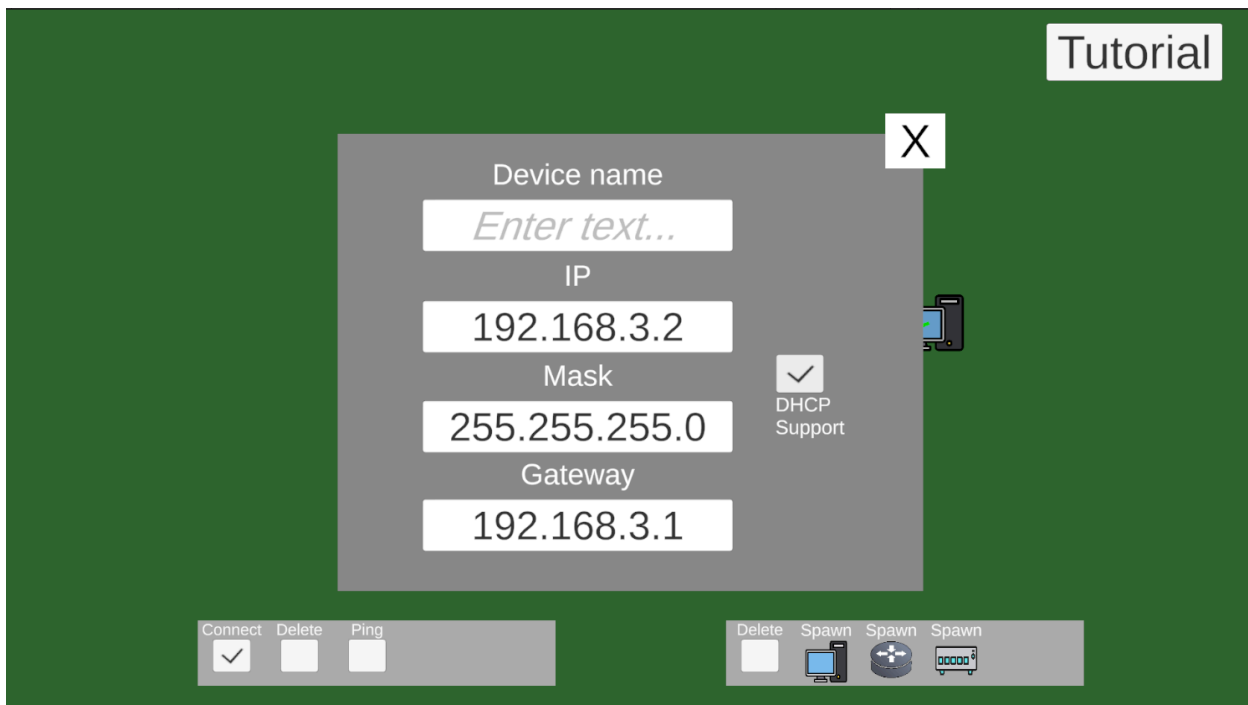 Tutorial
X
Device name
Enter text...
IP
192.168.3.2
Mask
255.255.255.0
DHCP
Support
Gateway
192.168.3.1
Connect Delete Ping
Delete Spawn Spawn Spawn